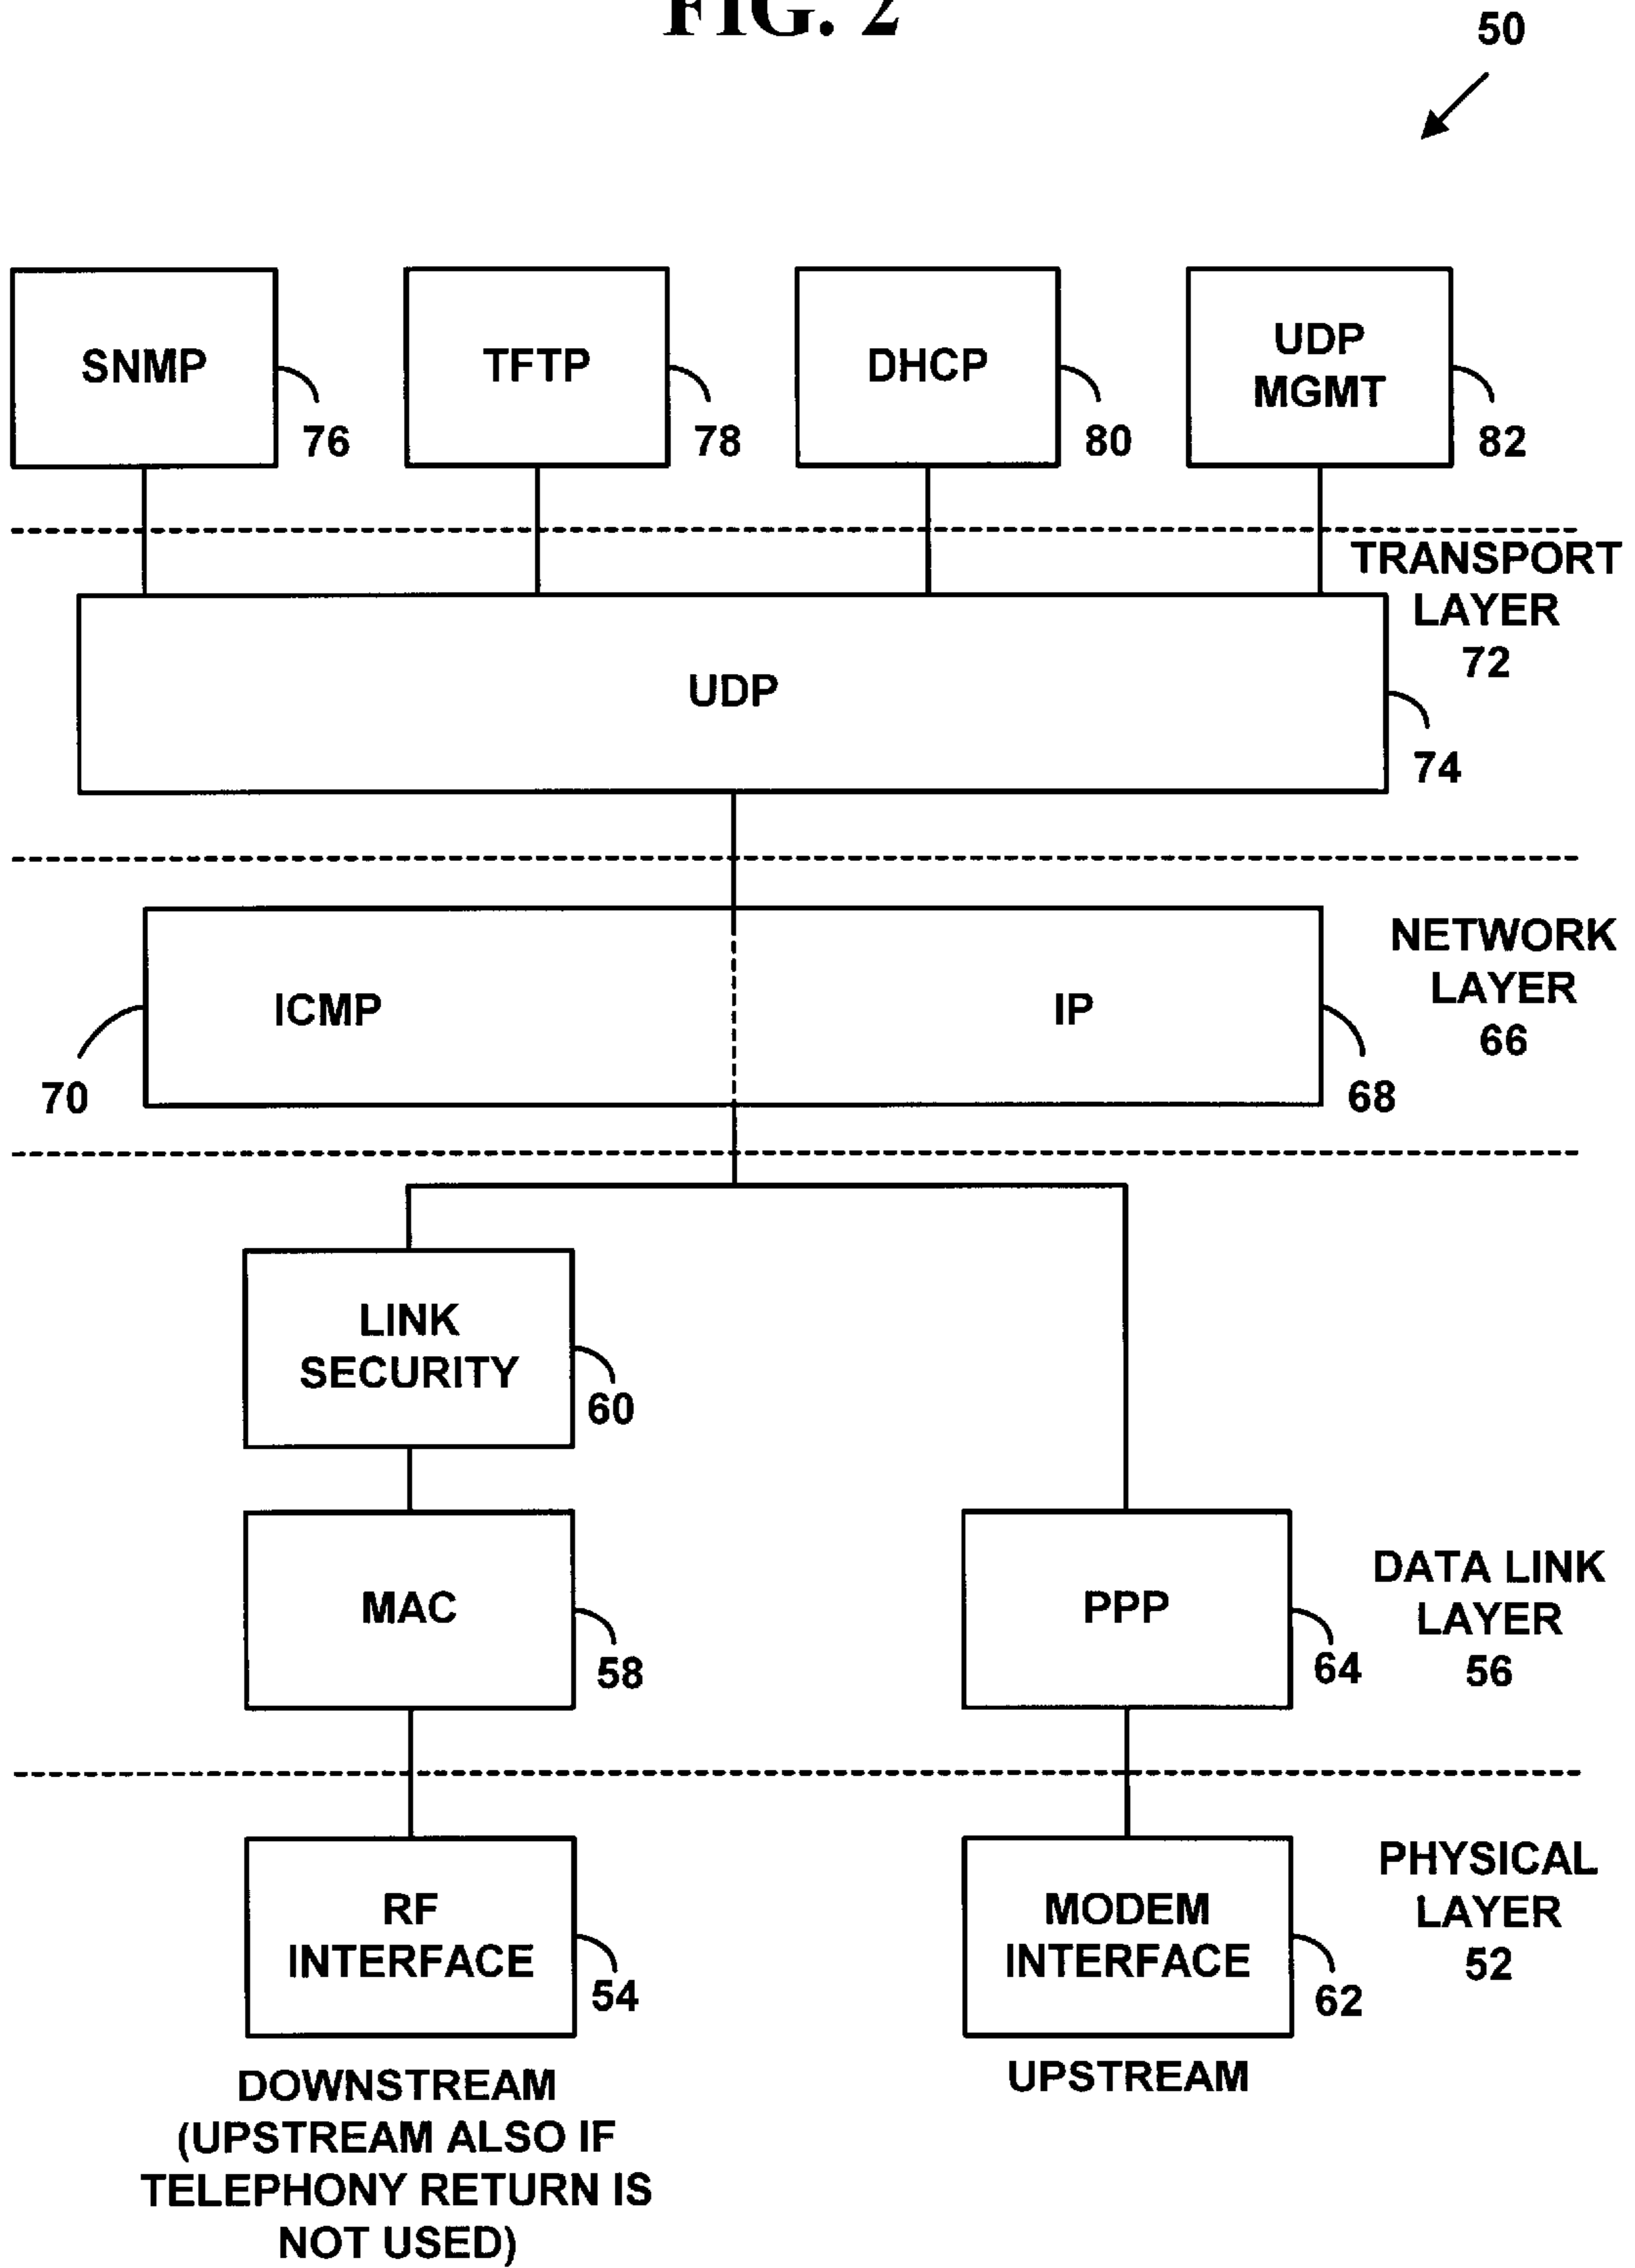 FIG. 2
50
SNMP
76
TFTP
78
DHCP
80
UDP
MGMT
82
TRANSPORT
LAYER
72
UDP
74
NETWORK
LAYER
66
ICMP
70
IP
68
LINK
SECURITY
60
MAC
58
PPP
64
DATA LINK
LAYER
56
PHYSICAL
LAYER
52
RF
INTERFACE
54
MODEM
INTERFACE
62
DOWNSTREAM
(UPSTREAM ALSO IF
TELEPHONY RETURN IS
NOT USED)
UPSTREAM